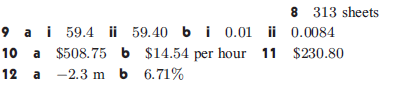 8 313 sheets
9 a i 59.4 ii 59.40 b i 0.01 ii 0.0084
10 a $508.75 b $14.54 per hour 11 $230.80
12 a −2.3 m b 6.71%